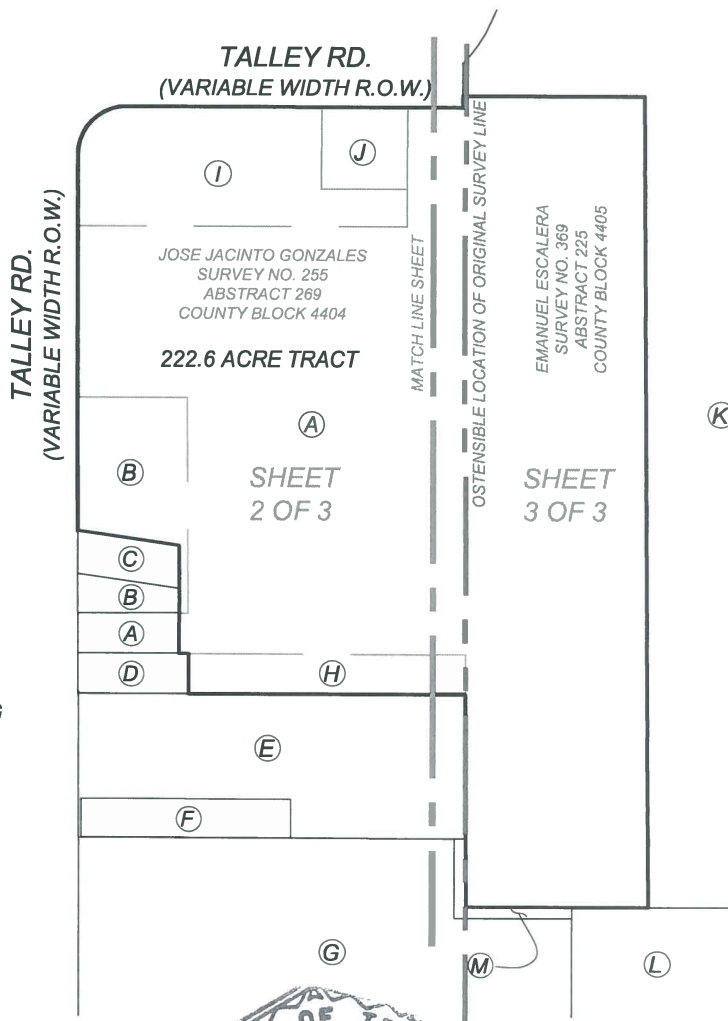 TALLEY RD.
(VARIABLE WIDTH R.O.W.)
J
I
TALLEY RD.
(VARIABLE WIDTH R.O.W.)
JOSE JACINTO GONZALES
SURVEY NO. 255
ABSTRACT 269
COUNTY BLOCK 4404
222.6 ACRE TRACT
MATCH LINE SHEET
OSTENSIBLE LOCATION OF ORIGINAL SURVEY LINE
EMANUEL ESCALERA
SURVEY NO. 369
ABSTRACT 225
COUNTY BLOCK 4405
K
A
B
SHEET
2 OF 3
SHEET
3 OF 3
C
B
A
D
H
E
F
G
M
L
OF